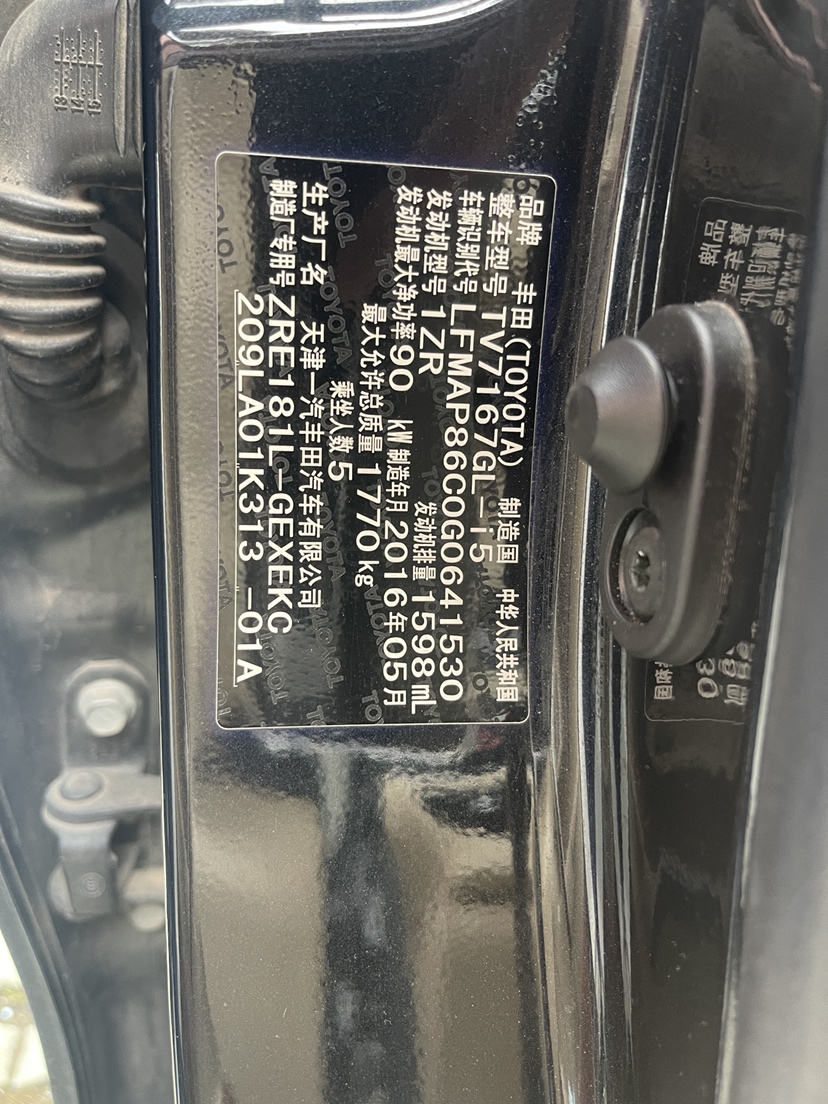 品牌 丰田(TOYOTA) 制造国 中华人民共和国
整车型号 TV7167GL-i5
车辆识别代号 LFMAP86C0G0641530
发动机型号 1ZR 发动机排量 1598 mL
发动机最大净功率 90 kW 制造年月 2016年05月
最大允许总质量 1770 kg
乘坐人数 5
生产厂名 天津一汽丰田汽车有限公司
制造厂专用号 ZRE181L-GEXEKC
209LA01K313 -01A
TOYOTA